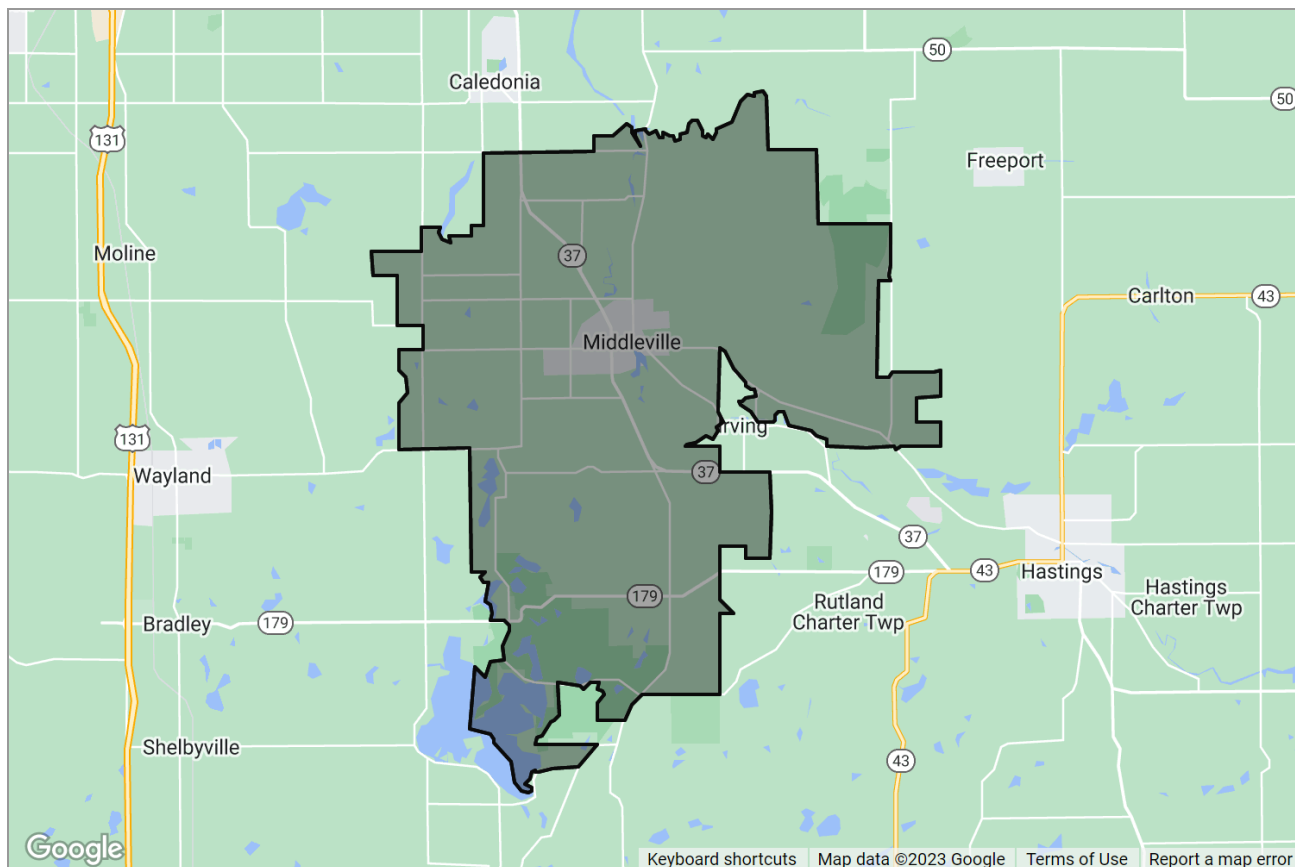 50
Caledonia
50
131
Freeport
Moline
37
Carlton
43
Middleville
Irving
131
Wayland
37
37
179
43
Hastings
179
Hastings
Charter Twp
Rutland
Charter Twp
Bradley
179
Shelbyville
43
Google
Keyboard shortcuts
Map data ©2023 Google
Terms of Use
Report a map error